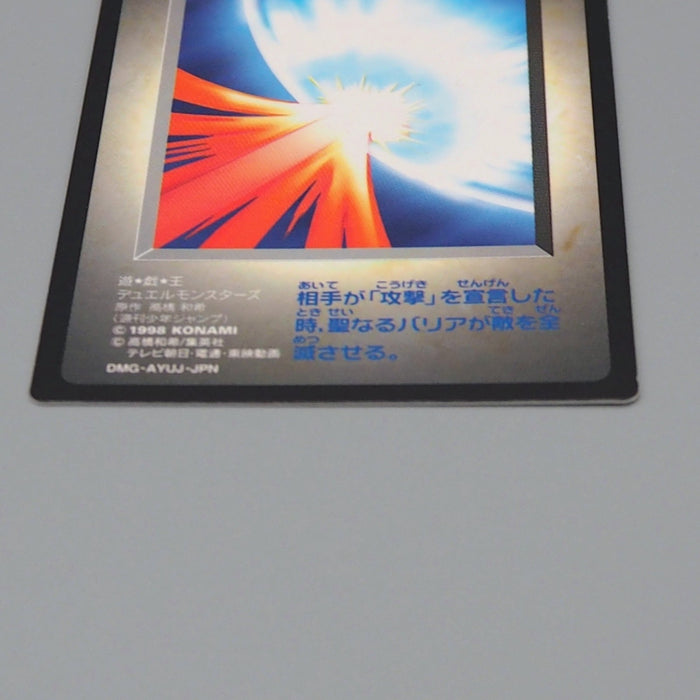 遊★戯★王
デュエルモンスターズ
原作 高橋 和希
(週刊少年ジャンプ)
©1998 KONAMI
©高橋和希/集英社
テレビ朝日・電通・東映動画
DMG-AYUJ-JPN
あいて こうげき せんげん
相手が「攻撃」を宣言した
とき せい てき ぜん
時、聖なるバリアが敵を全
めつ
滅させる。